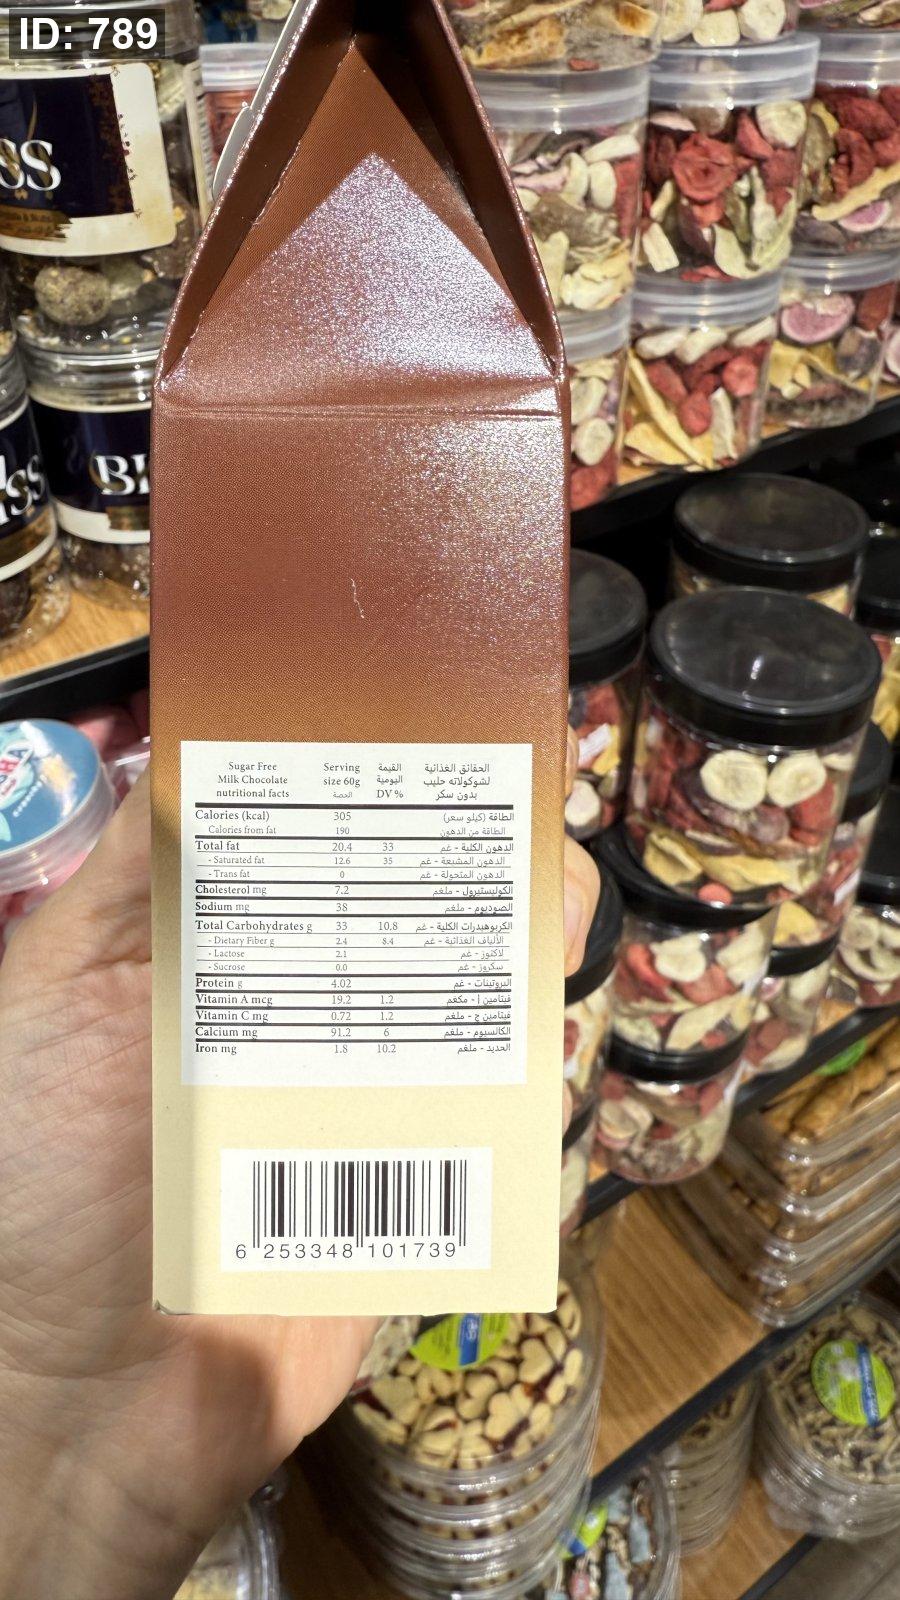 ID: 789
Sugar Free
Milk Chocolate
nutritional facts
Serving
size 60g
الحصة
القيمة
اليومية
DV %
الحقائق الغذائية
لشوكولاته حليب
بدون سكر
Calories (kcal) 305 الطاقة (كيلو سعر)
Calories from fat 190 الطاقة من الدهون
Total fat 20.4 33 الدهون الكلية - غم
- Saturated fat 12.6 35 الدهون المشبعة - غم
- Trans fat 0 الدهون المتحولة - غم
Cholesterol mg 7.2 الكوليستيرول - ملغم
Sodium mg 38 الصوديوم - ملغم
Total Carbohydrates g 33 10.8 الكربوهيدرات الكلية - غم
- Dietary Fiber g 2.4 8.4 الألياف الغذائية - غم
- Lactose 2.1 لاكتوز - غم
- Sucrose 0.0 سكروز - غم
Protein g 4.02 البروتينات - غم
Vitamin A mcg 19.2 1.2 فيتامين أ - مكغم
Vitamin C mg 0.72 1.2 فيتامين ج - ملغم
Calcium mg 91.2 6 الكالسيوم - ملغم
Iron mg 1.8 10.2 الحديد - ملغم
6 253348 101739